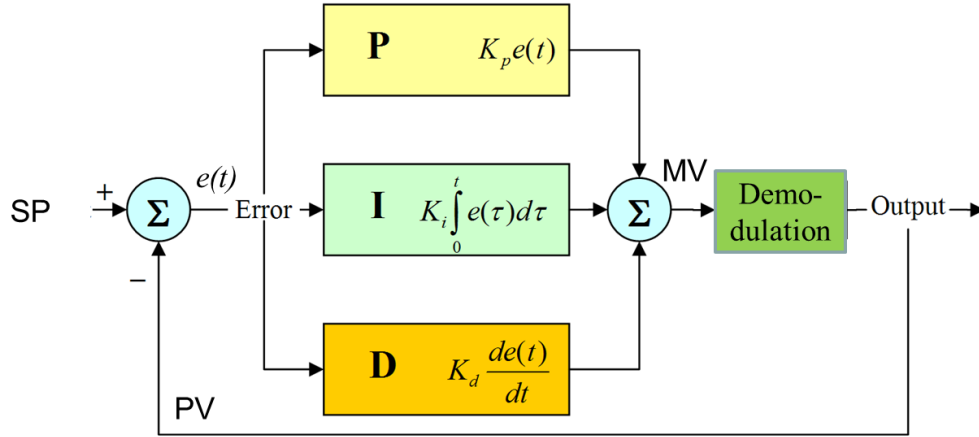 P K_p e(t)
SP
+
Σ
e(t)
Error
I K_i ∫_0^t e(τ)dτ
Σ
MV
Demo-
dulation
Output
−
D K_d de(t)/dt
PV